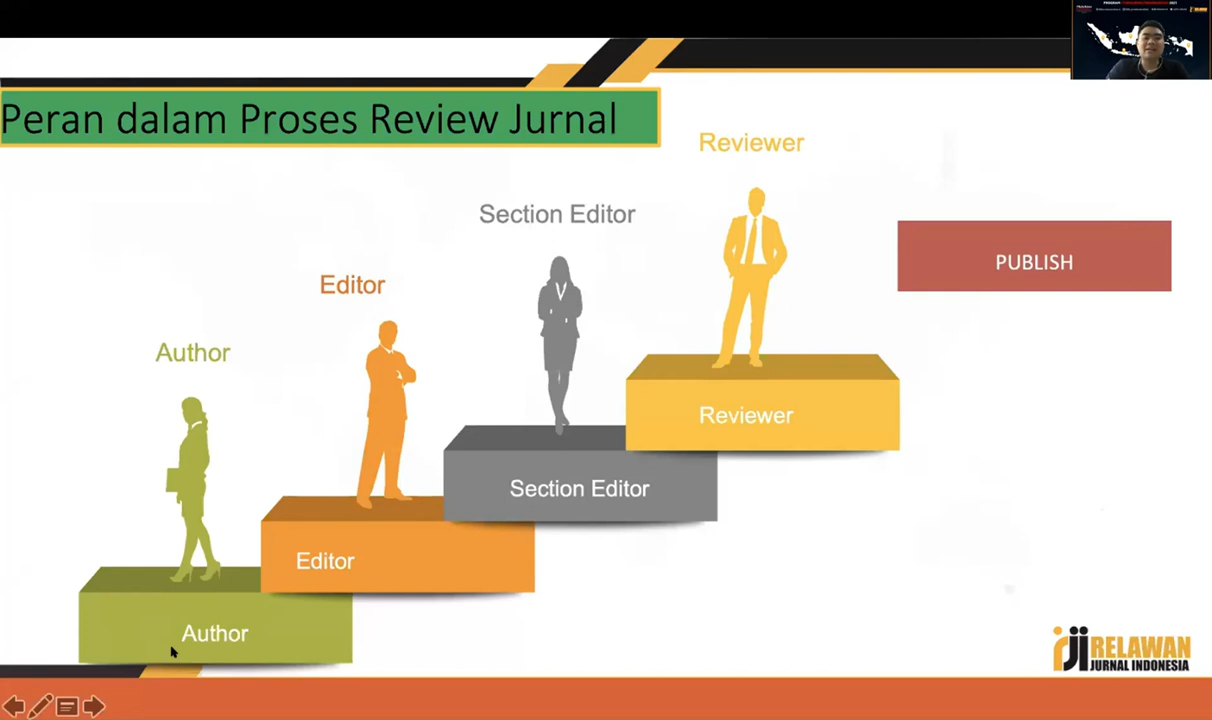 Peran dalam Proses Review Jurnal
Reviewer
Section Editor
PUBLISH
Editor
Author
Reviewer
Section Editor
Editor
Author
RELAWAN
JURNAL INDONESIA